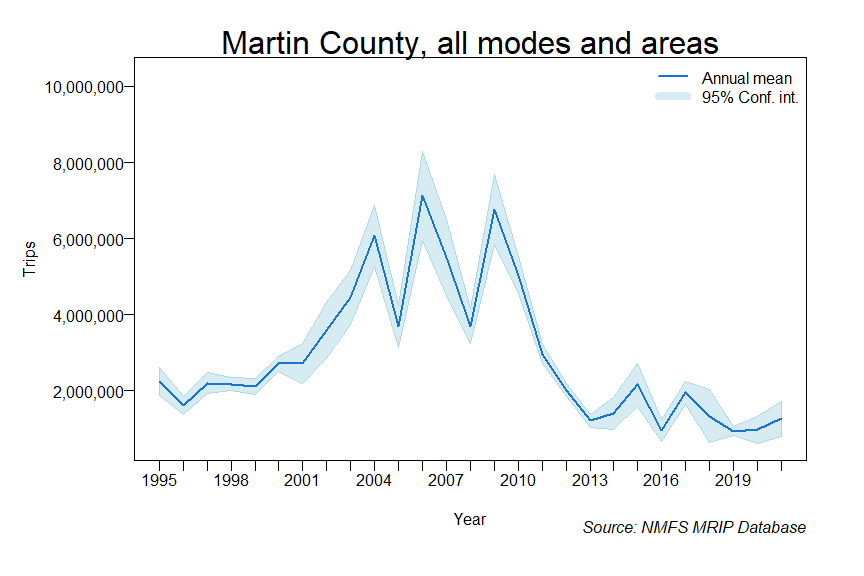 Martin County, all modes and areas
Annual mean
95% Conf. int.
10,000,000
8,000,000
6,000,000
4,000,000
2,000,000
Trips
1995 1998 2001 2004 2007 2010 2013 2016 2019
Year
Source: NMFS MRIP Database